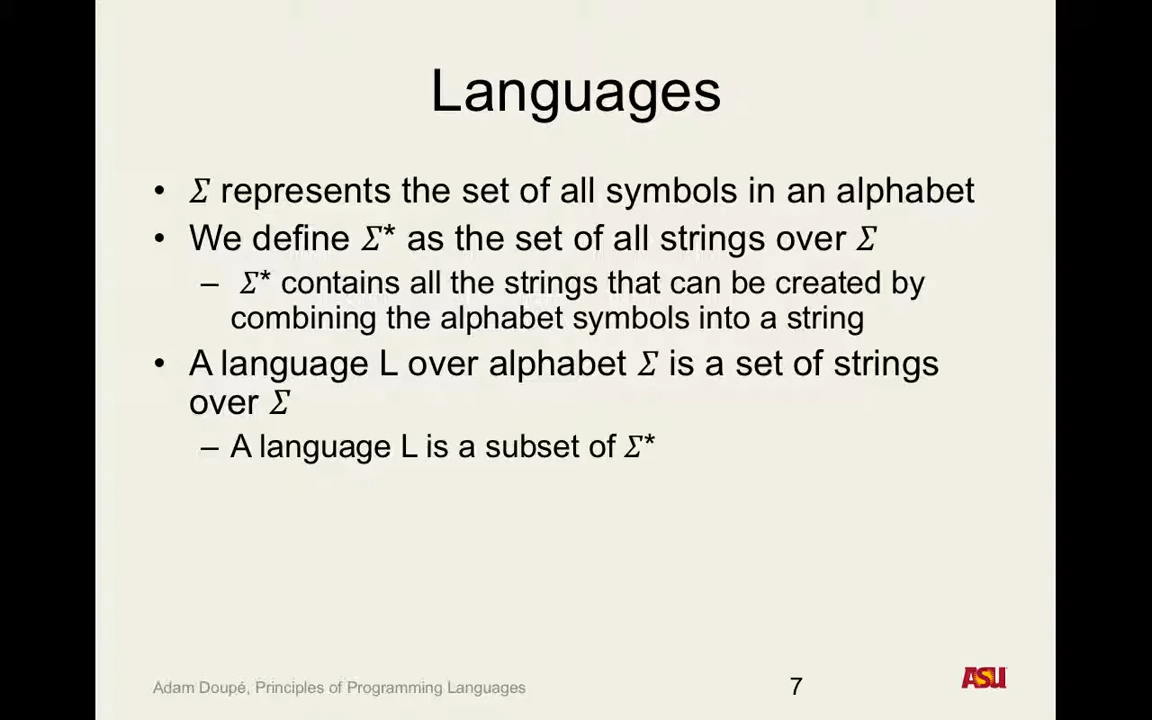 Languages
• Σ represents the set of all symbols in an alphabet
• We define Σ* as the set of all strings over Σ
– Σ* contains all the strings that can be created by
combining the alphabet symbols into a string
• A language L over alphabet Σ is a set of strings
over Σ
– A language L is a subset of Σ*
Adam Doupé, Principles of Programming Languages
7
ASU